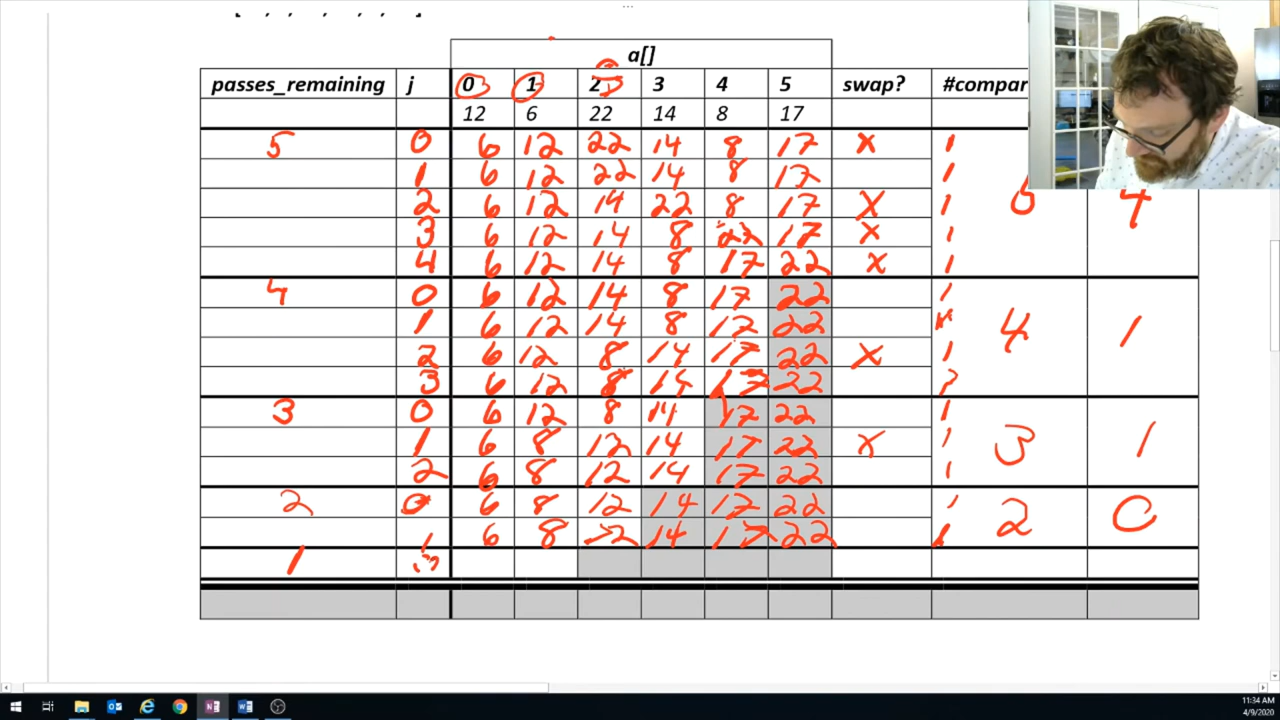 a[]
passes_remaining j 0 1 2 3 4 5 swap? #compar
12 6 22 14 8 17
5 0 6 12 22 14 8 17 x 1
1 6 12 22 14 8 17 1
2 6 12 14 22 8 17 x 1 4
3 6 12 14 8 22 17 x 1
4 6 12 14 8 17 22 x 1
4 0 6 12 14 8 17 22 1
1 6 12 14 8 17 22 4 1
2 6 12 8 14 17 22 x 1
3 6 12 8 14 17 22
3 0 6 12 8 14 17 22 1
1 6 8 12 14 17 22 x 1 3 1
2 6 8 12 14 17 22 1
2 0 6 8 12 14 17 22 1 2 0
1 6 8 12 14 17 22
1
11:34 AM
4/9/2020